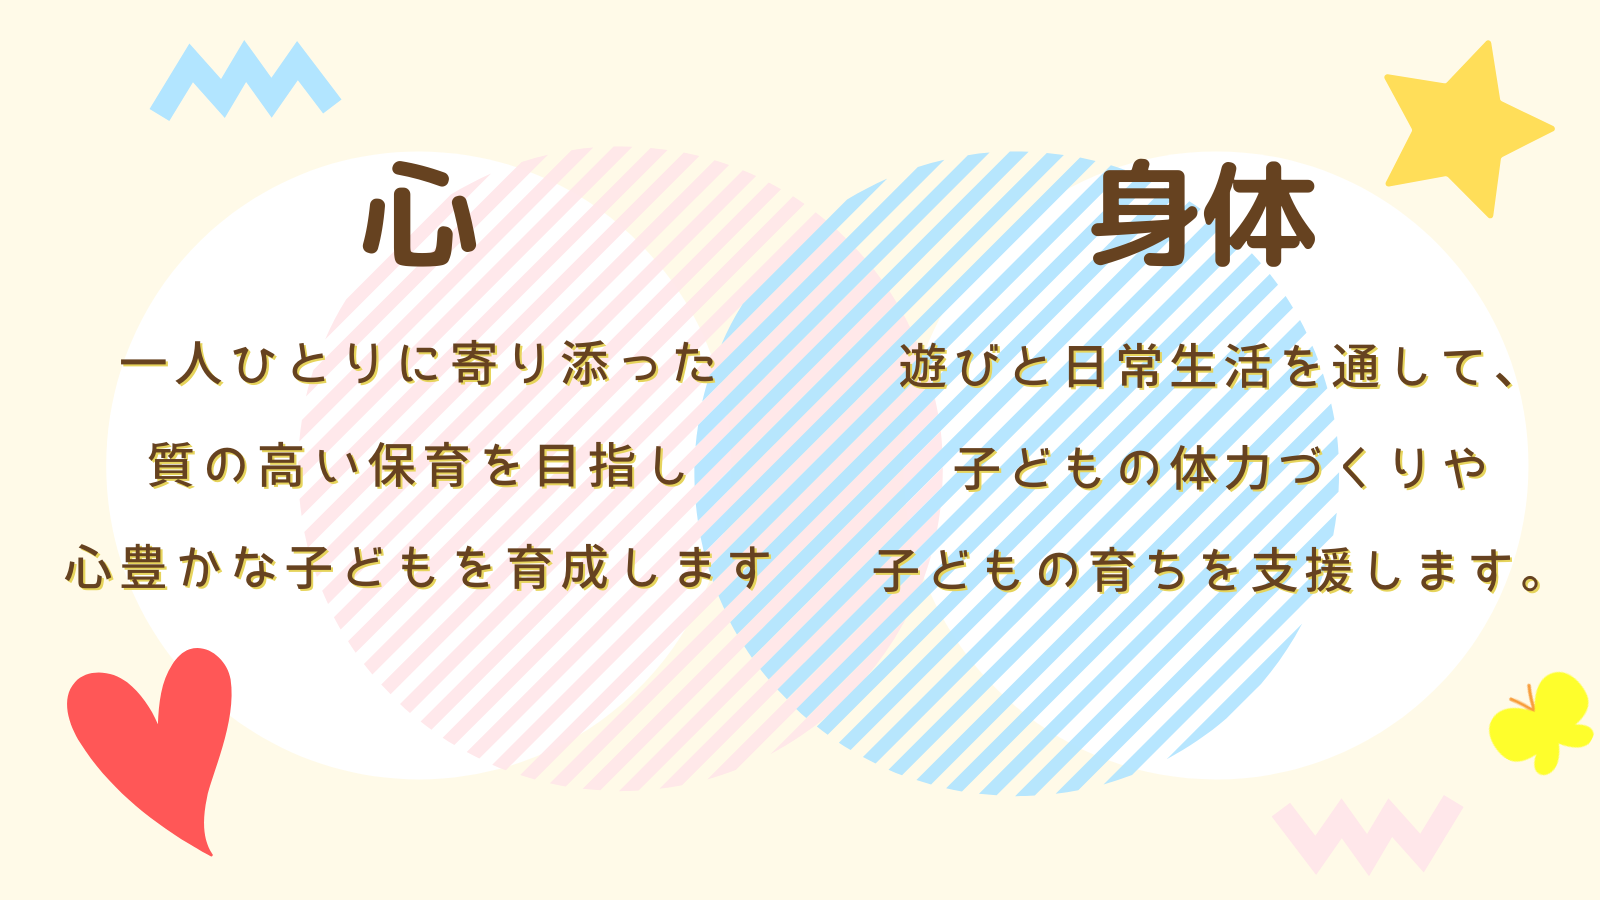 心
一人ひとりに寄り添った
質の高い保育を目指し
心豊かな子どもを育成します
身体
遊びと日常生活を通して、
子どもの体力づくりや
子どもの育ちを支援します。